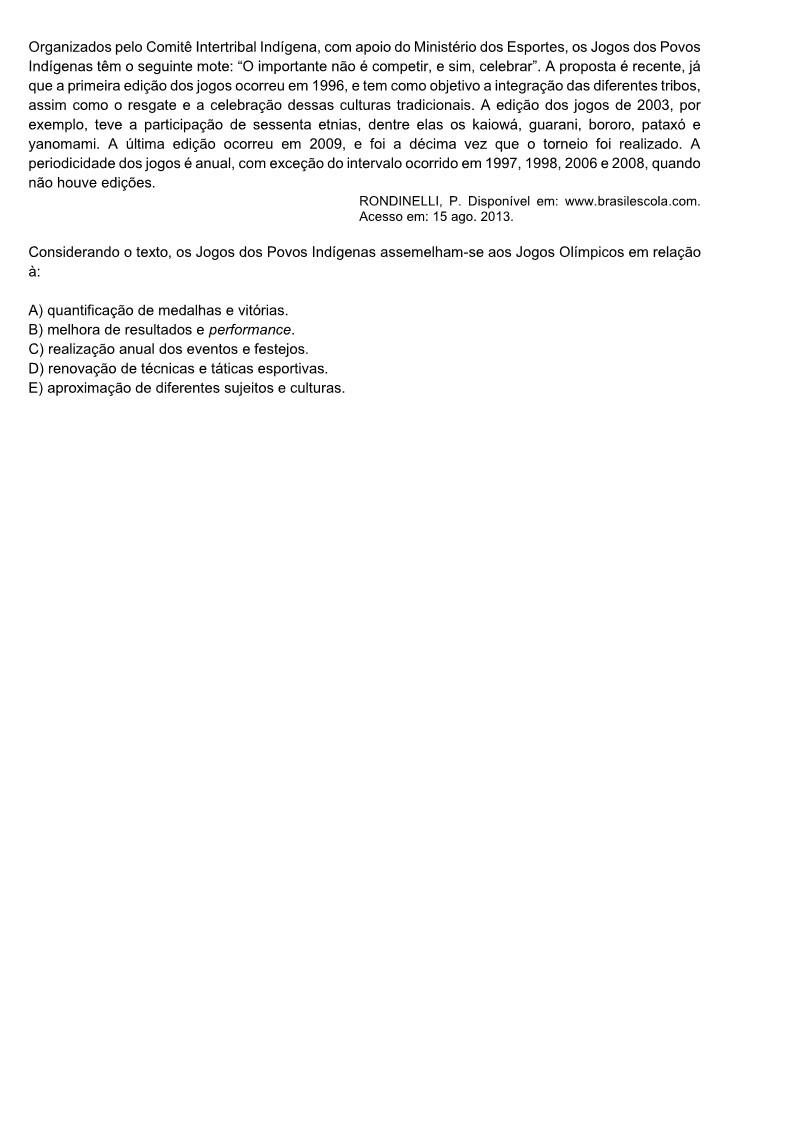 Organizados pelo Comitê Intertribal Indígena, com apoio do Ministério dos Esportes, os Jogos dos Povos
Indígenas têm o seguinte mote: “O importante não é competir, e sim, celebrar”. A proposta é recente, já
que a primeira edição dos jogos ocorreu em 1996, e tem como objetivo a integração das diferentes tribos,
assim como o resgate e a celebração dessas culturas tradicionais. A edição dos jogos de 2003, por
exemplo, teve a participação de sessenta etnias, dentre elas os kaiowá, guarani, bororo, pataxó e
yanomami. A última edição ocorreu em 2009, e foi a décima vez que o torneio foi realizado. A
periodicidade dos jogos é anual, com exceção do intervalo ocorrido em 1997, 1998, 2006 e 2008, quando
não houve edições.
RONDINELLI, P. Disponível em: www.brasilescola.com.
Acesso em: 15 ago. 2013.
Considerando o texto, os Jogos dos Povos Indígenas assemelham-se aos Jogos Olímpicos em relação
à:
A) quantificação de medalhas e vitórias.
B) melhora de resultados e performance.
C) realização anual dos eventos e festejos.
D) renovação de técnicas e táticas esportivas.
E) aproximação de diferentes sujeitos e culturas.